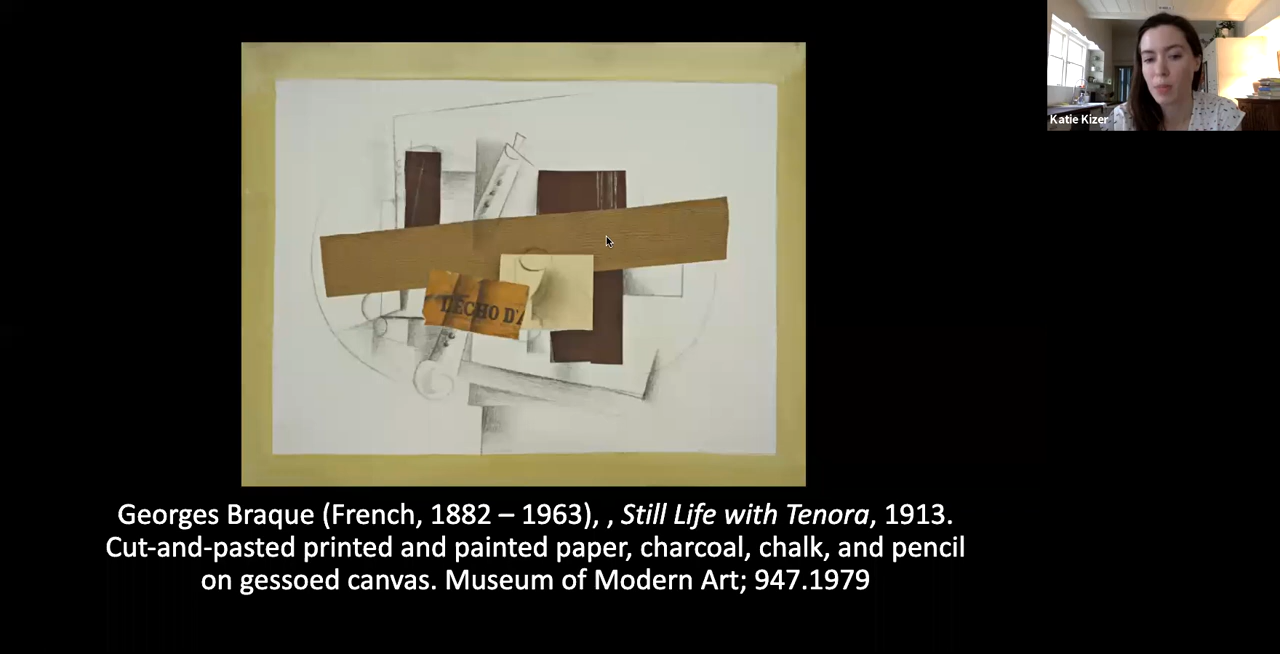 Katie Kizer
L'ECHO D'A
Georges Braque (French, 1882 – 1963), , Still Life with Tenora, 1913.
Cut-and-pasted printed and painted paper, charcoal, chalk, and pencil
on gessoed canvas. Museum of Modern Art; 947.1979